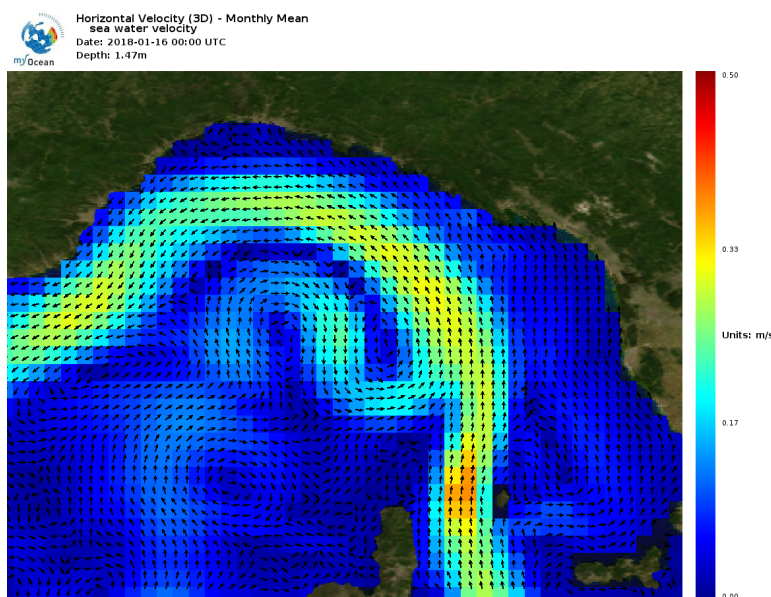 Horizontal Velocity (3D) - Monthly Mean
sea water velocity
Date: 2018-01-16 00:00 UTC
Depth: 1.47m
myOcean
0.50
0.33
Units: m/s
0.17
0.00